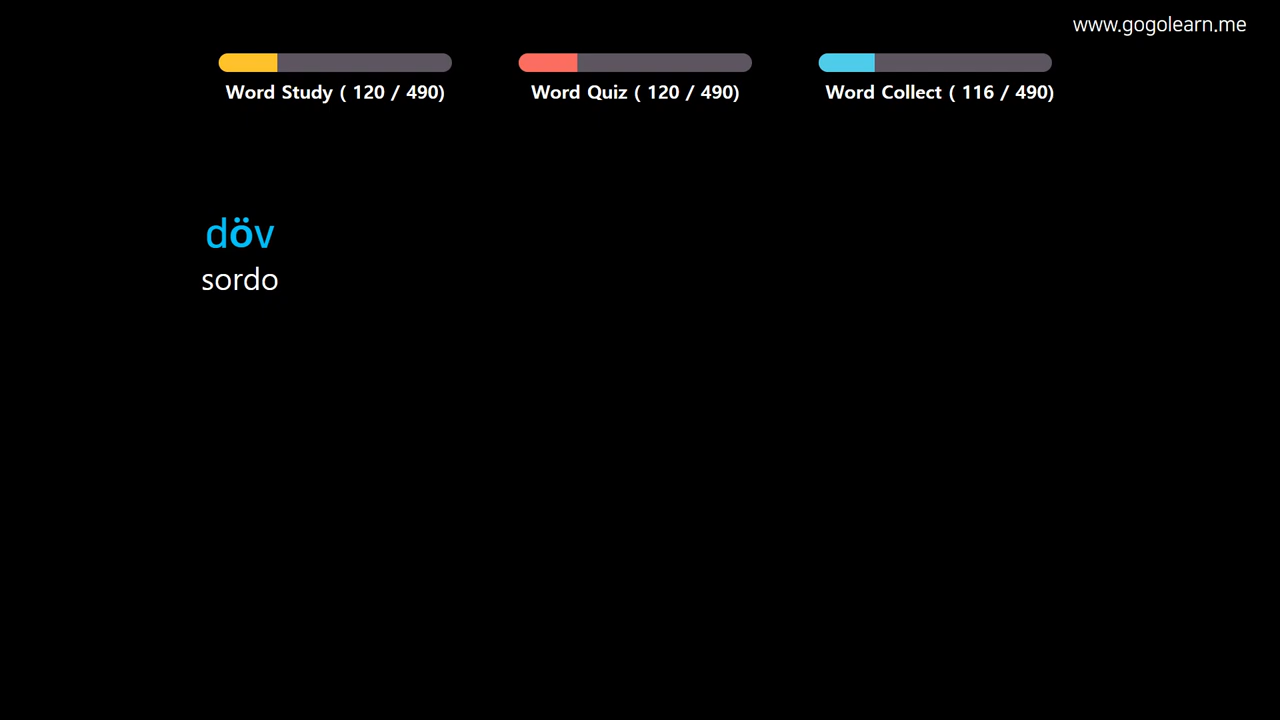 www.gogolearn.me
Word Study ( 120 / 490)
Word Quiz ( 120 / 490)
Word Collect ( 116 / 490)
döv
sordo